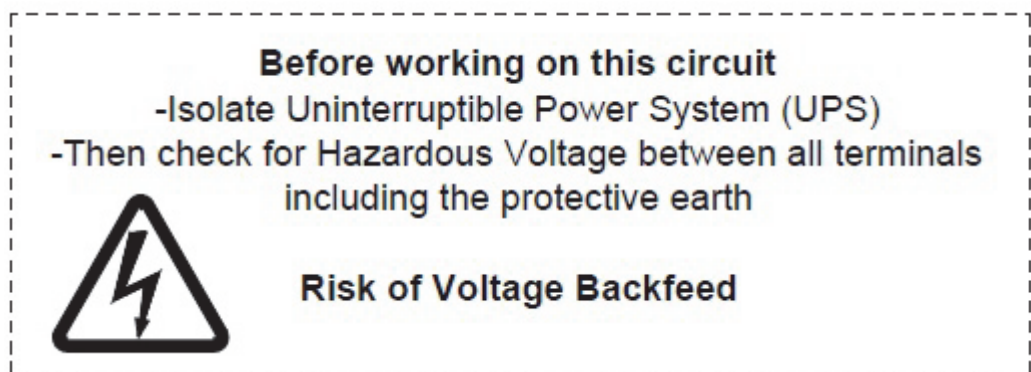 Before working on this circuit
-Isolate Uninterruptible Power System (UPS)
-Then check for Hazardous Voltage between all terminals
including the protective earth
Risk of Voltage Backfeed